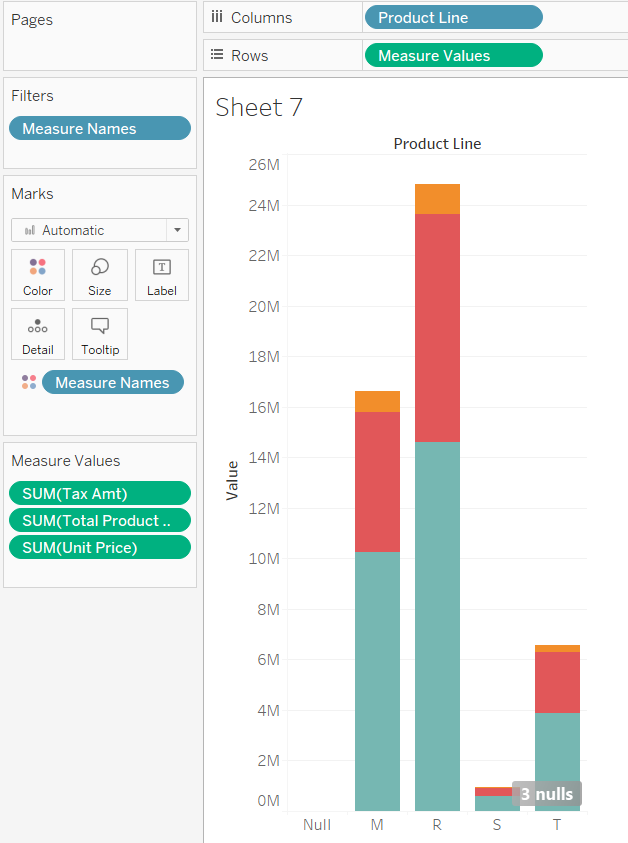 Pages
Columns
Product Line
Rows
Measure Values
Filters
Measure Names
Marks
Automatic
Color
Size
Label
Detail
Tooltip
Measure Names
Measure Values
SUM(Tax Amt)
SUM(Total Product ..
SUM(Unit Price)
Sheet 7
Product Line
26M
24M
22M
20M
18M
16M
14M
12M
10M
8M
6M
4M
2M
0M
Value
3 nulls
Null M R S T